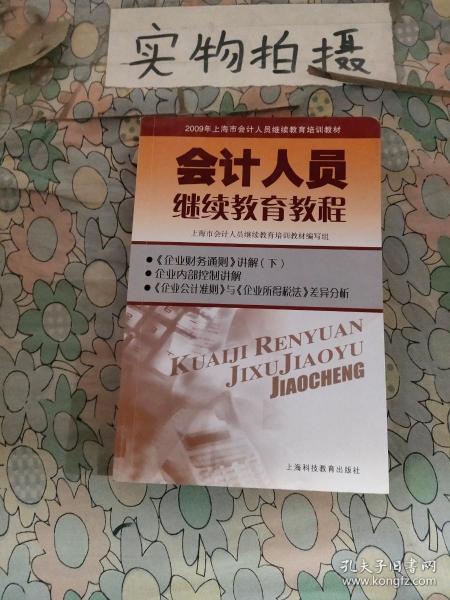 实物拍摄
2009年上海市会计人员继续教育培训教材
会计人员
继续教育教程
上海市会计人员继续教育培训教材编写组
●《企业财务通则》讲解(下)
●企业内部控制讲解
●《企业会计准则》与《企业所得税法》差异分析
KUAIJI RENYUAN
JIXUJIAOYU
JIAOCHENG
上海科技教育出版社
孔夫子旧书网
www.kongfz.com